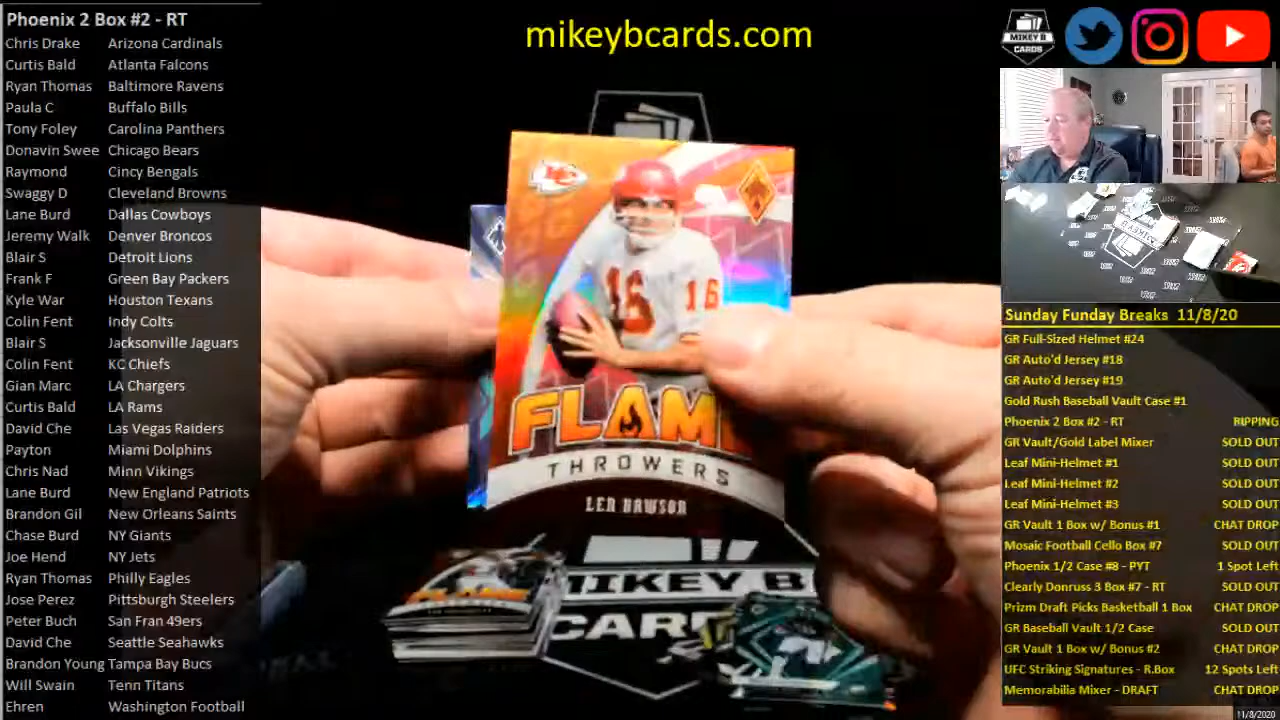 Phoenix 2 Box #2 - RT
Chris Drake Arizona Cardinals
Curtis Bald Atlanta Falcons
Ryan Thomas Baltimore Ravens
Paula C Buffalo Bills
Tony Foley Carolina Panthers
Donavin Swee Chicago Bears
Raymond Cincy Bengals
Swaggy D Cleveland Browns
Lane Burd Dallas Cowboys
Jeremy Walk Denver Broncos
Blair S Detroit Lions
Frank F Green Bay Packers
Kyle War Houston Texans
Colin Fent Indy Colts
Blair S Jacksonville Jaguars
Colin Fent KC Chiefs
Gian Marc LA Chargers
Curtis Bald LA Rams
David Che Las Vegas Raiders
Payton Miami Dolphins
Chris Nad Minn Vikings
Lane Burd New England Patriots
Brandon Gil New Orleans Saints
Chase Burd NY Giants
Joe Hend NY Jets
Ryan Thomas Philly Eagles
Jose Perez Pittsburgh Steelers
Peter Buch San Fran 49ers
David Che Seattle Seahawks
Brandon Young Tampa Bay Bucs
Will Swain Tenn Titans
Ehren Washington Football
mikeybcards.com
KC
16
16
FLAM
THROWERS
LEN DAWSON
FLAME
MIKEY B
CARD
MIKEY B
CARDS
Sunday Funday Breaks 11/8/20
GR Full-Sized Helmet #24
GR Auto'd Jersey #18
GR Auto'd Jersey #19
Gold Rush Baseball Vault Case #1
Phoenix 2 Box #2 - RT RIPPING
GR Vault/Gold Label Mixer SOLD OUT
Leaf Mini-Helmet #1 SOLD OUT
Leaf Mini-Helmet #2 SOLD OUT
Leaf Mini-Helmet #3 SOLD OUT
GR Vault 1 Box w/ Bonus #1 CHAT DROP
Mosaic Football Cello Box #7 SOLD OUT
Phoenix 1/2 Case #8 - PYT 1 Spot Left
Clearly Donruss 3 Box #7 - RT SOLD OUT
Prizm Draft Picks Basketball 1 Box CHAT DROP
GR Baseball Vault 1/2 Case SOLD OUT
GR Vault 1 Box w/ Bonus #2 CHAT DROP
UFC Striking Signatures - R.Box 12 Spots Left
Memorabilia Mixer - DRAFT CHAT DROP
11/8/2020